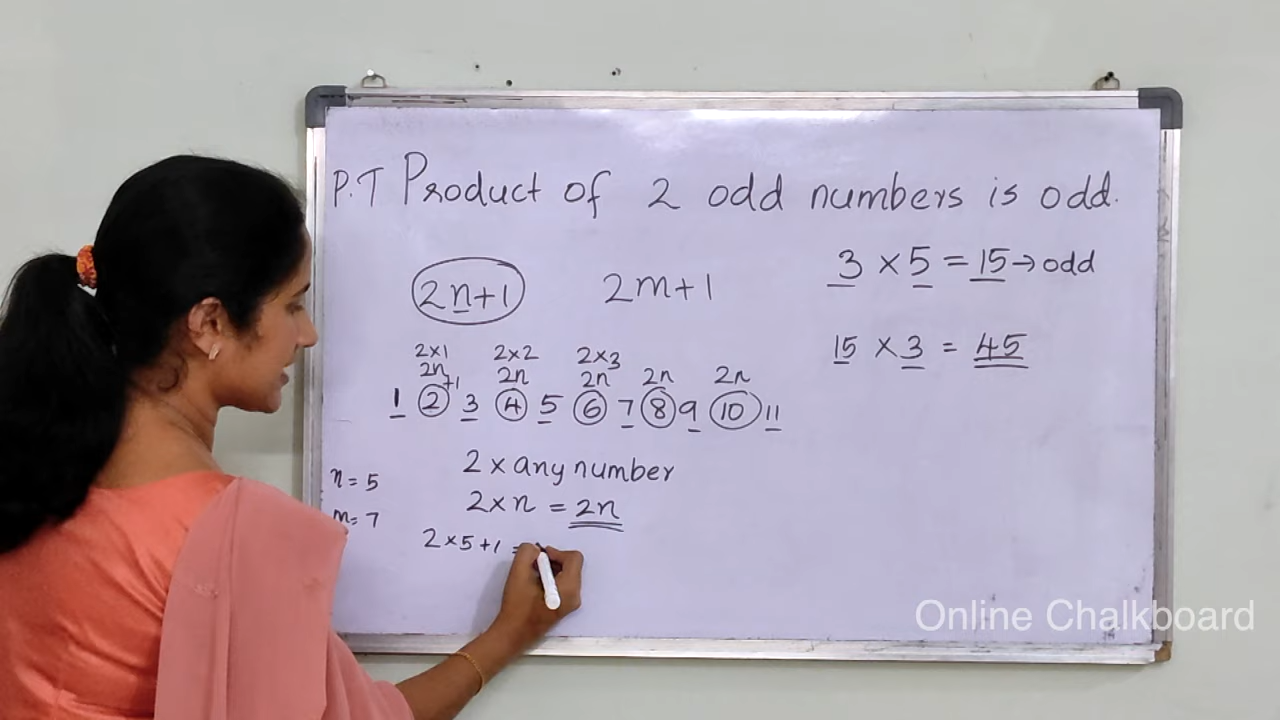 P.T Product of 2 odd numbers is odd.
2n+1 2m+1
3 × 5 = 15 → odd
15 × 3 = 45
2×1 2×2 2×3
2n 2n 2n 2n 2n
+1
1 2 3 4 5 6 7 8 9 10 11
2 × any number
2 × n = 2n
n = 5
m = 7
2 × 5 + 1 =
Online Chalkboard